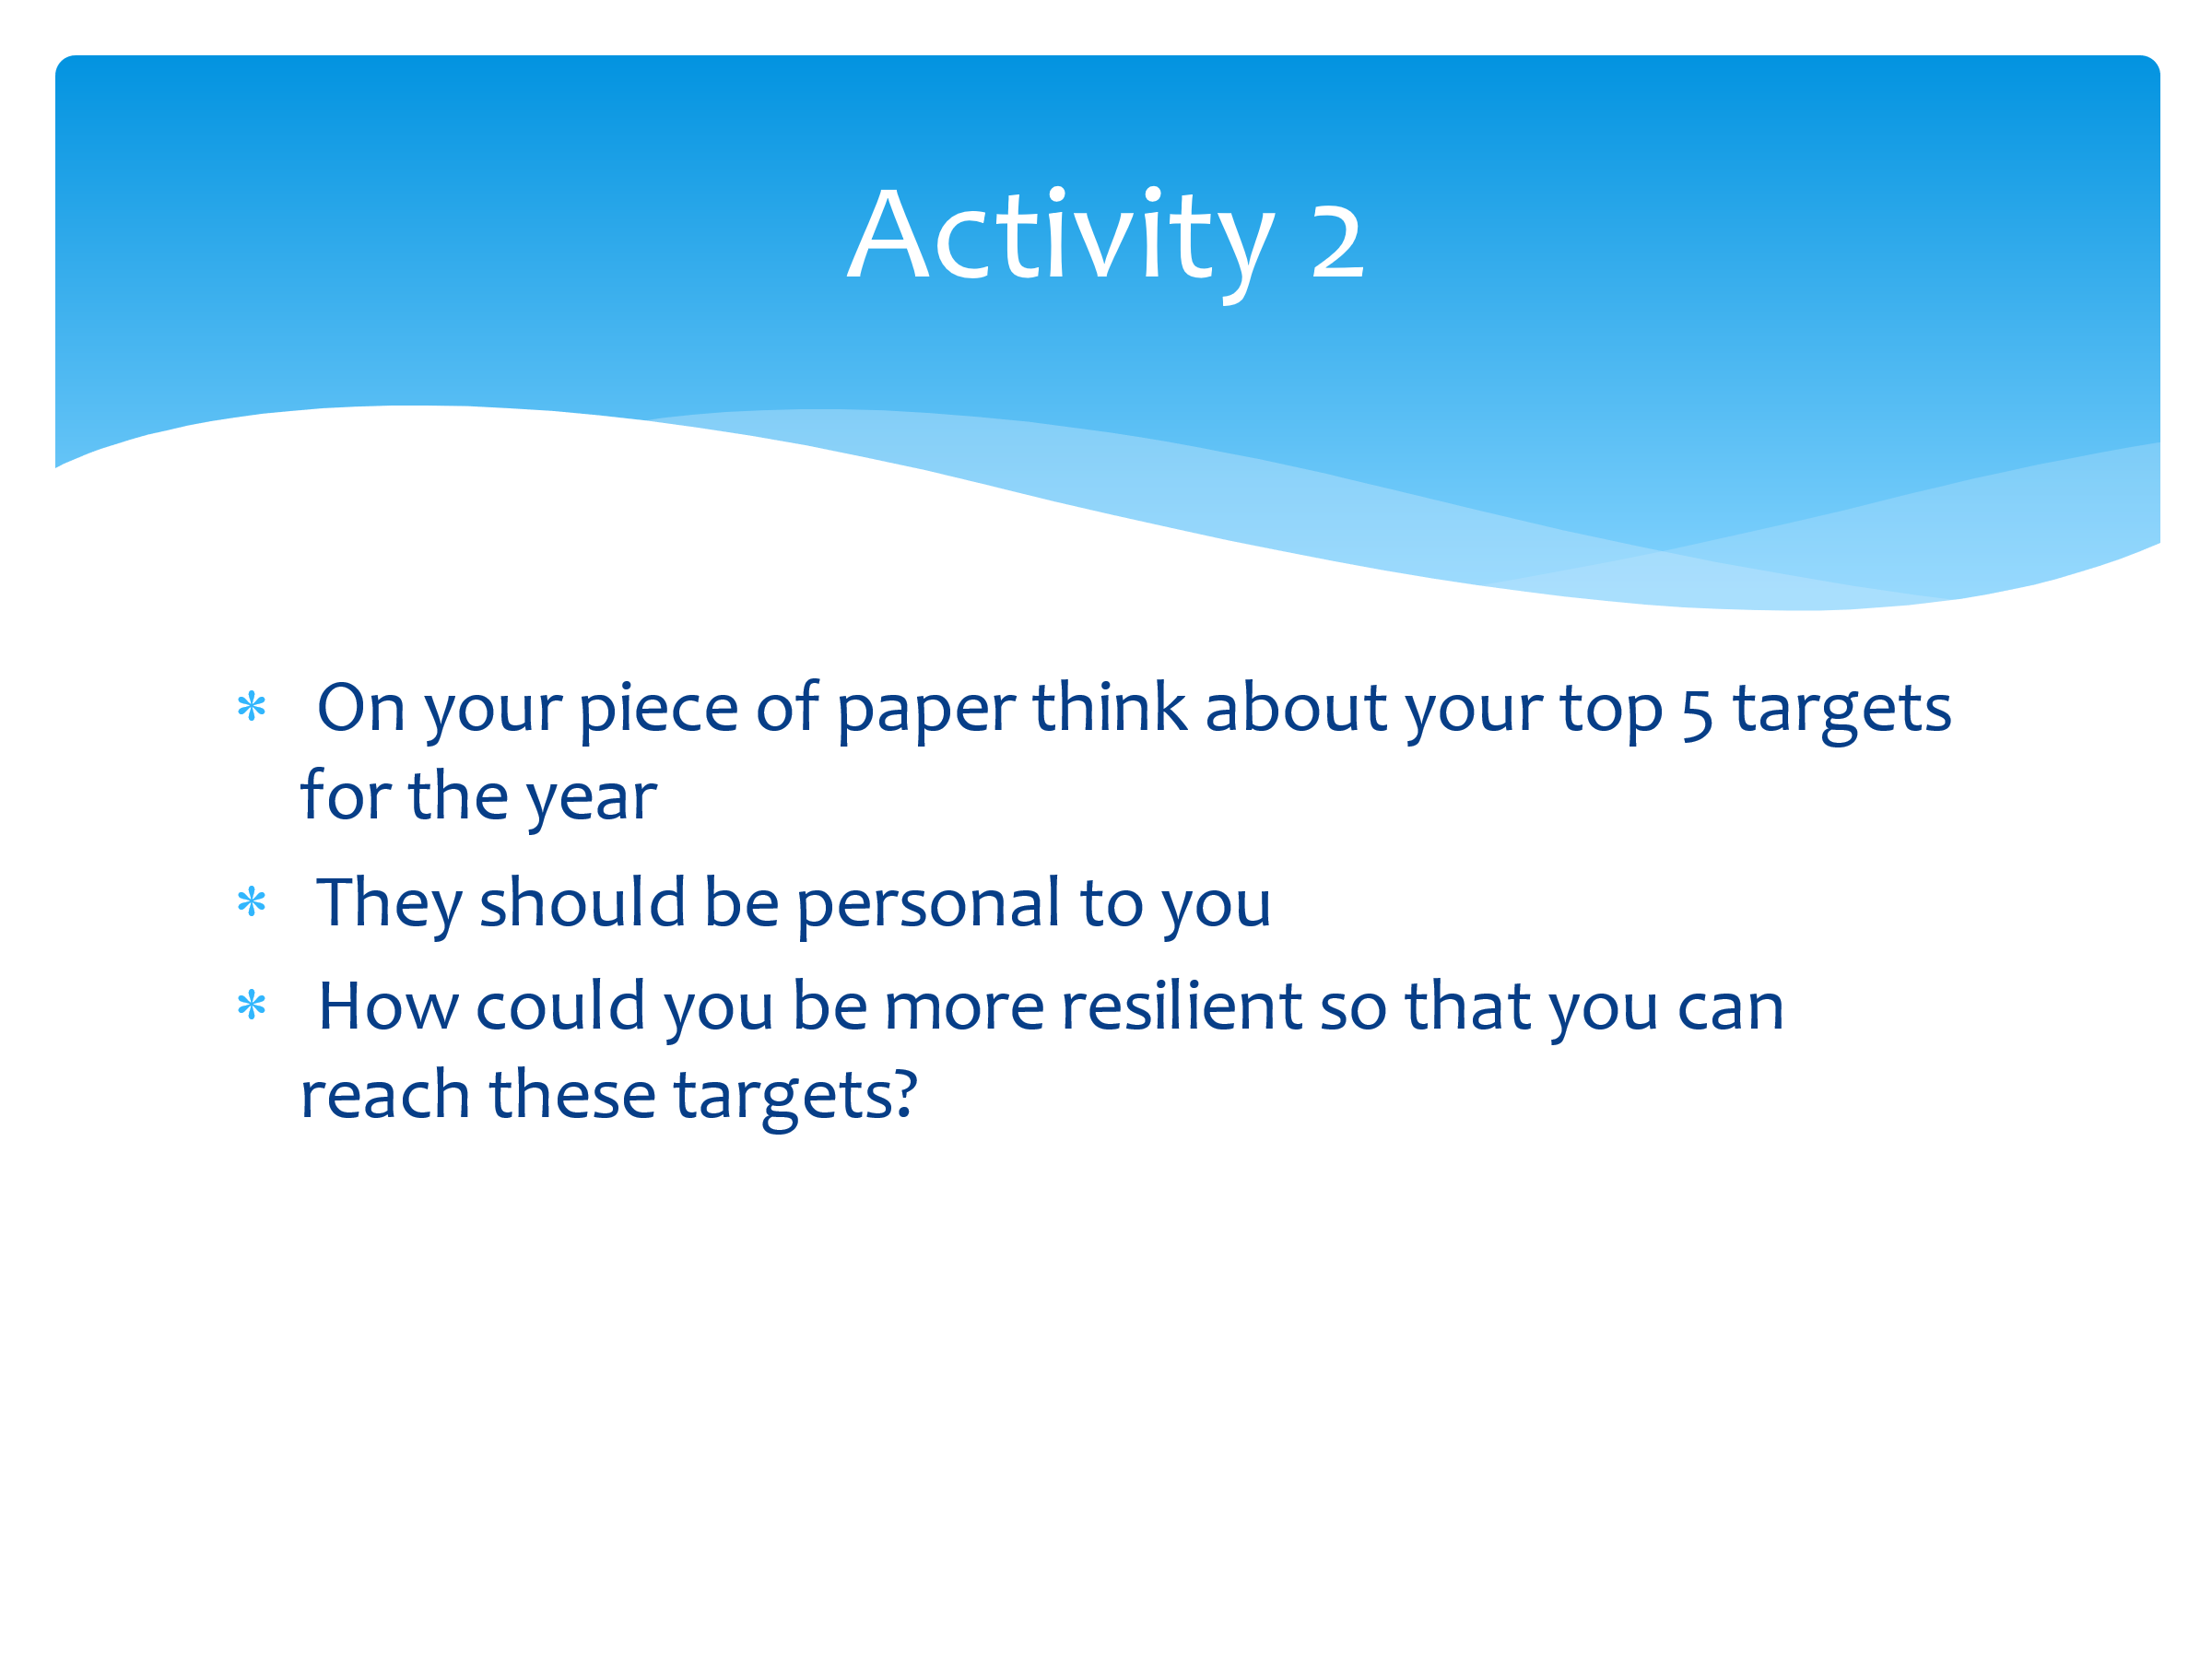 Activity 2
* On your piece of paper think about your top 5 targets
for the year
* They should be personal to you
* How could you be more resilient so that you can
reach these targets?